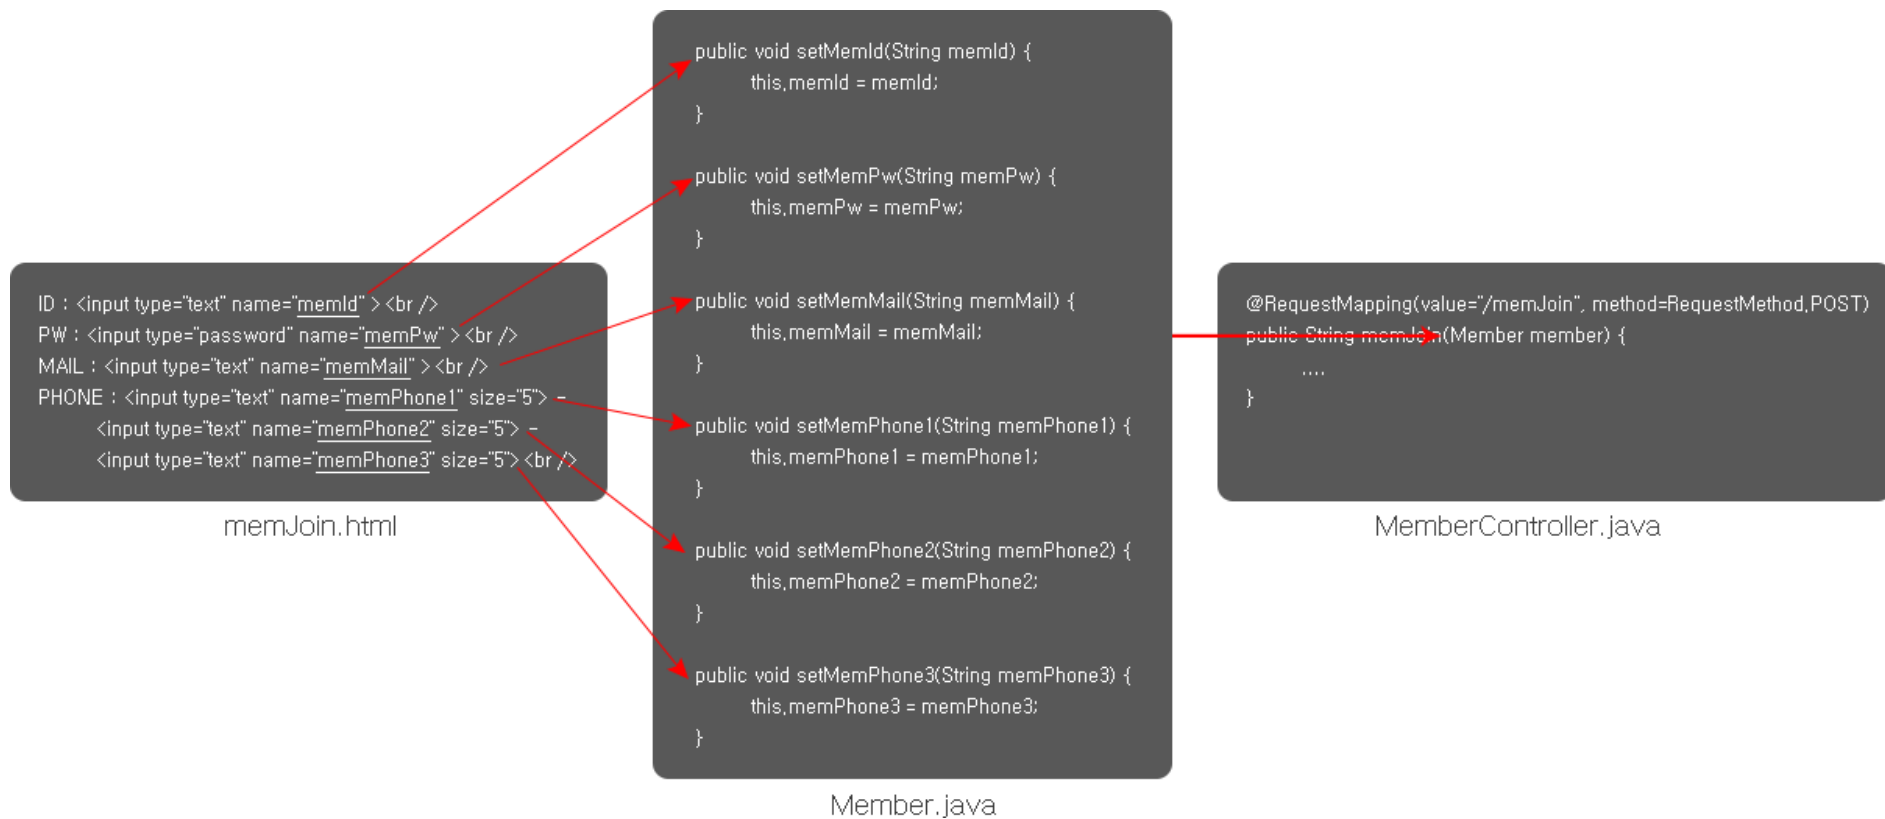 ID : <input type="text" name="memId" ><br />
PW : <input type="password" name="memPw" ><br />
MAIL : <input type="text" name="memMail" ><br />
PHONE : <input type="text" name="memPhone1" size="5"> -
<input type="text" name="memPhone2" size="5"> -
<input type="text" name="memPhone3" size="5"><br />
memJoin.html
public void setMemId(String memId) {
this.memId = memId;
}
public void setMemPw(String memPw) {
this.memPw = memPw;
}
public void setMemMail(String memMail) {
this.memMail = memMail;
}
public void setMemPhone1(String memPhone1) {
this.memPhone1 = memPhone1;
}
public void setMemPhone2(String memPhone2) {
this.memPhone2 = memPhone2;
}
public void setMemPhone3(String memPhone3) {
this.memPhone3 = memPhone3;
}
Member.java
@RequestMapping(value="/memJoin", method=RequestMethod.POST)
public String memJoin(Member member) {
....
}
MemberController.java